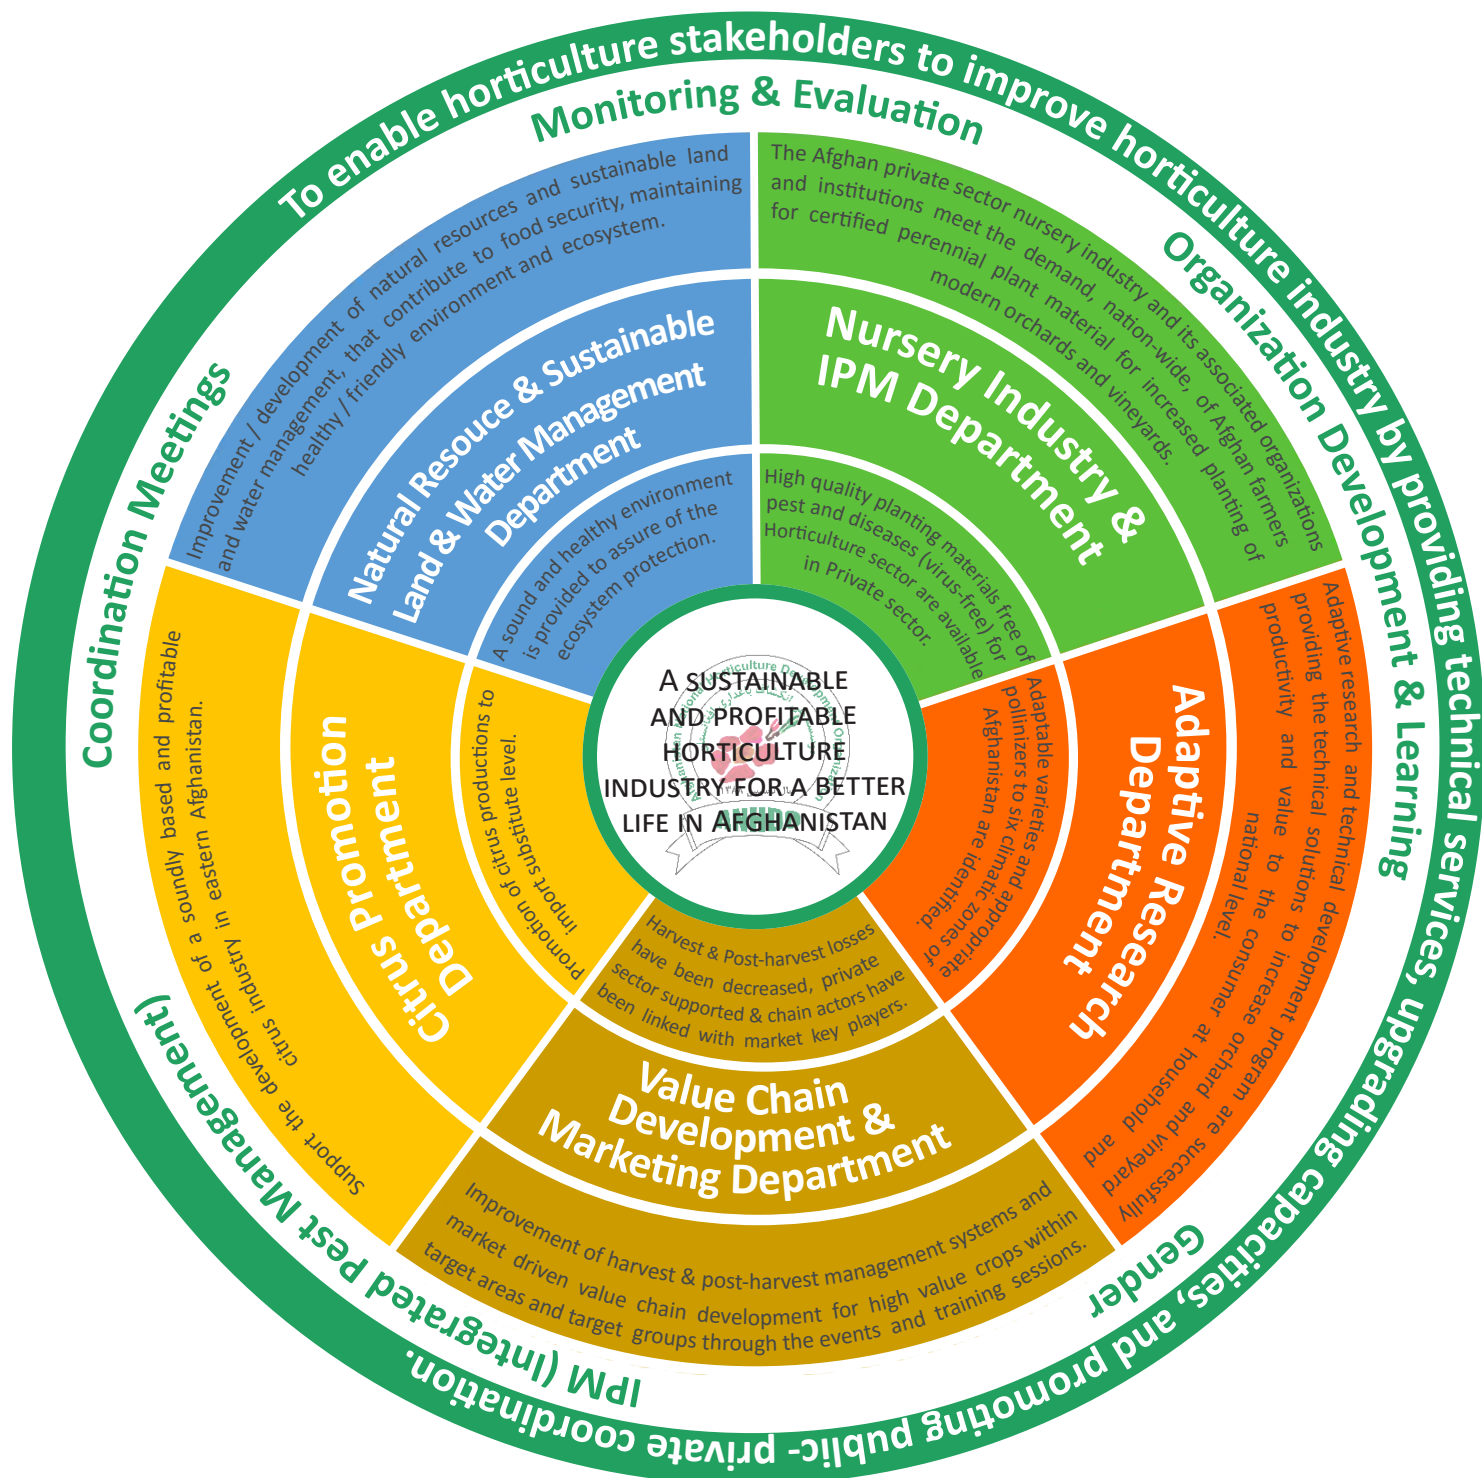 To enable horticulture stakeholders to improve horticulture industry by providing technical services, upgrading capacities, and promoting public- private coordination.
Monitoring & Evaluation
Organization Development & Learning
Gender
IPM (Integrated Pest Management)
Coordination Meetings
Improvement / development of natural resources and sustainable land
and water management, that contribute to food security, maintaining
healthy / friendly environment and ecosystem.
Natural Resouce & Sustainable
Land & Water Management
Department
A sound and healthy environment
is provided to assure of the
ecosystem protection.
The Afghan private sector nursery industry and its associated organizations
and institutions meet the demand, nation-wide, of Afghan farmers
for certified perennial plant material for increased planting of
modern orchards and vineyards.
Nursery Industry &
IPM Department
High quality planting materials free of
pest and diseases (virus-free) for
Horticulture sector are available
in Private sector.
Adaptive research and technical development program are successfully
providing the technical solutions to increase orchard and vineyard
productivity and value to the consumer at household and
national level.
Adaptive Research
Department
Adaptable varieties and appropriate
pollinizers to six climatic zones of
Afghanistan are identified.
Harvest & Post-harvest losses
have been decreased, private
sector supported & chain actors have
been linked with market key players.
Value Chain
Development &
Marketing Department
Improvement of harvest & post-harvest management systems and
market driven value chain development for high value crops within
target areas and target groups through the events and training sessions.
Support the development of a soundly based and profitable
citrus industry in eastern Afghanistan.
Citrus Promotion
Department
Promotion of citrus productions to
import substitute level.
A SUSTAINABLE
AND PROFITABLE
HORTICULTURE
INDUSTRY FOR A BETTER
LIFE IN AFGHANISTAN
Afghanistan National Horticulture Development Organization
ANHDO